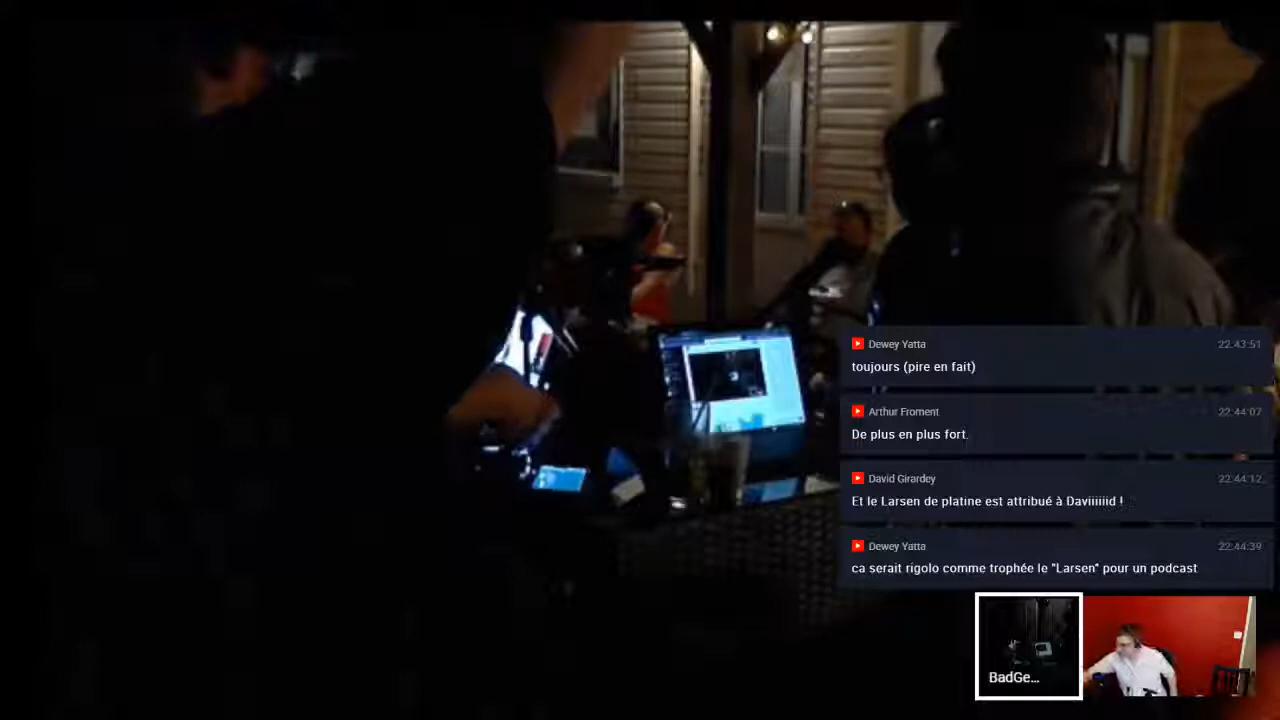 Dewey Yatta 22:43:51
toujours (pire en fait)
Arthur Froment 22:44:07
De plus en plus fort.
David Girardey 22:44:12
Et le Larsen de platine est attribué à Daviiiiiid !
Dewey Yatta 22:44:39
ca serait rigolo comme trophée le "Larsen" pour un podcast
BadGe...